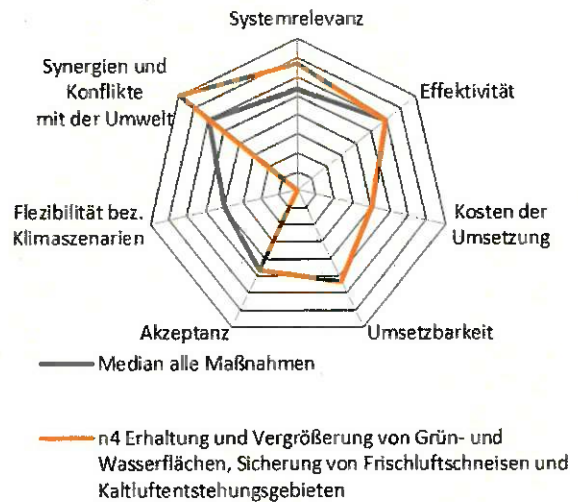 Systemrelevanz
Synergien und
Konflikte
mit der Umwelt
Effektivität
Flezibilität bez.
Klimaszenarien
Kosten der
Umsetzung
Akzeptanz
Umsetzbarkeit
Median alle Maßnahmen
n4 Erhaltung und Vergrößerung von Grün- und
Wasserflächen, Sicherung von Frischluftschneisen und
Kaltluftentstehungsgebieten